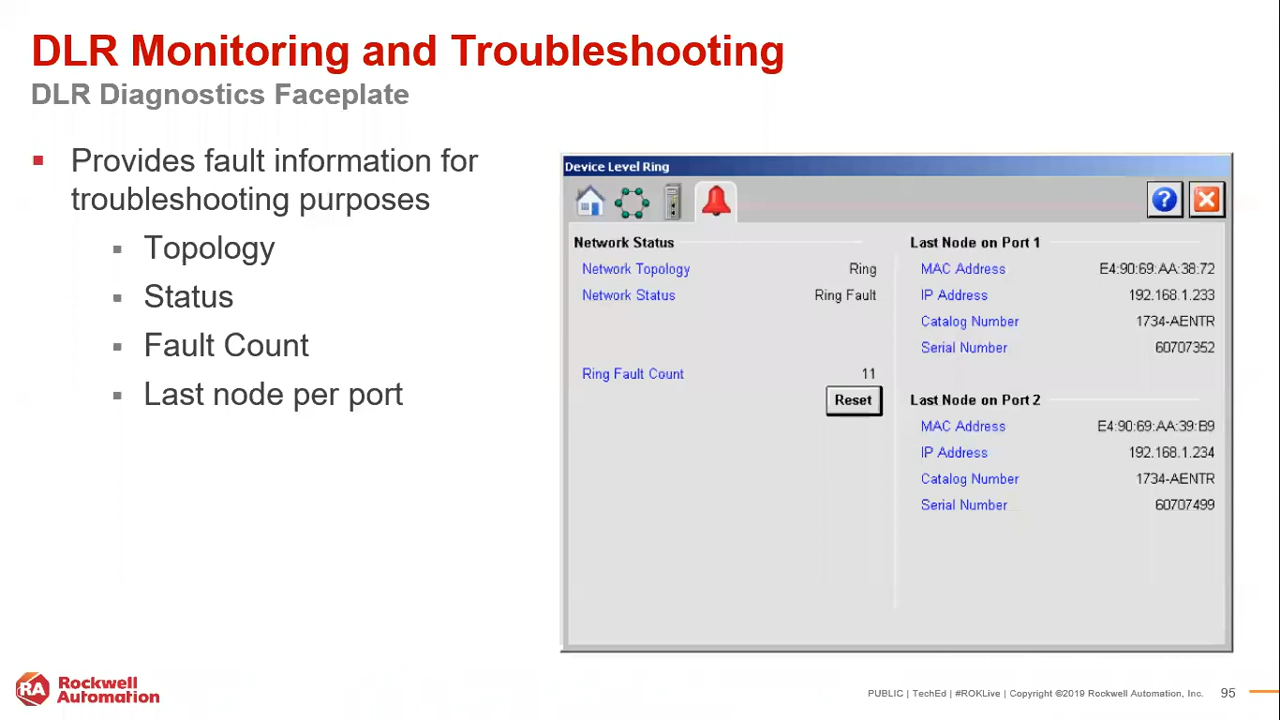 DLR Monitoring and Troubleshooting
DLR Diagnostics Faceplate
▪ Provides fault information for
troubleshooting purposes
▪ Topology
▪ Status
▪ Fault Count
▪ Last node per port
Device Level Ring
?
Network Status
Network Topology Ring
Network Status Ring Fault
Ring Fault Count 11
Reset
Last Node on Port 1
MAC Address E4:90:69:AA:38:72
IP Address 192.168.1.233
Catalog Number 1734-AENTR
Serial Number 60707352
Last Node on Port 2
MAC Address E4:90:69:AA:39:B9
IP Address 192.168.1.234
Catalog Number 1734-AENTR
Serial Number 60707499
RA
Rockwell
Automation
PUBLIC | TechEd | #ROKLive | Copyright ©2019 Rockwell Automation, Inc. 95